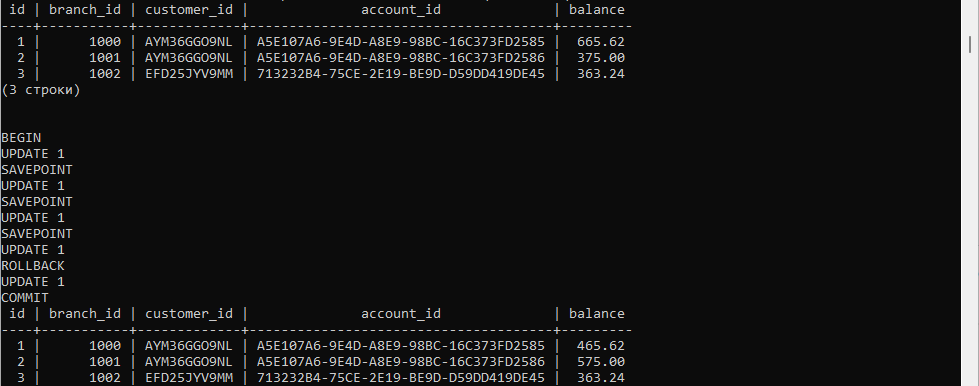 id | branch_id | customer_id | account_id | balance
----+-----------+-------------+--------------------------------------+---------
1 | 1000 | AYM36GGO9NL | A5E107A6-9E4D-A8E9-98BC-16C373FD2585 | 665.62
2 | 1001 | AYM36GGO9NL | A5E107A6-9E4D-A8E9-98BC-16C373FD2586 | 375.00
3 | 1002 | EFD25JYV9MM | 713232B4-75CE-2E19-BE9D-D59DD419DE45 | 363.24
(3 строки)
BEGIN
UPDATE 1
SAVEPOINT
UPDATE 1
SAVEPOINT
UPDATE 1
SAVEPOINT
UPDATE 1
ROLLBACK
UPDATE 1
COMMIT
id | branch_id | customer_id | account_id | balance
----+-----------+-------------+--------------------------------------+---------
1 | 1000 | AYM36GGO9NL | A5E107A6-9E4D-A8E9-98BC-16C373FD2585 | 465.62
2 | 1001 | AYM36GGO9NL | A5E107A6-9E4D-A8E9-98BC-16C373FD2586 | 575.00
3 | 1002 | EFD25JYV9MM | 713232B4-75CE-2E19-BE9D-D59DD419DE45 | 363.24